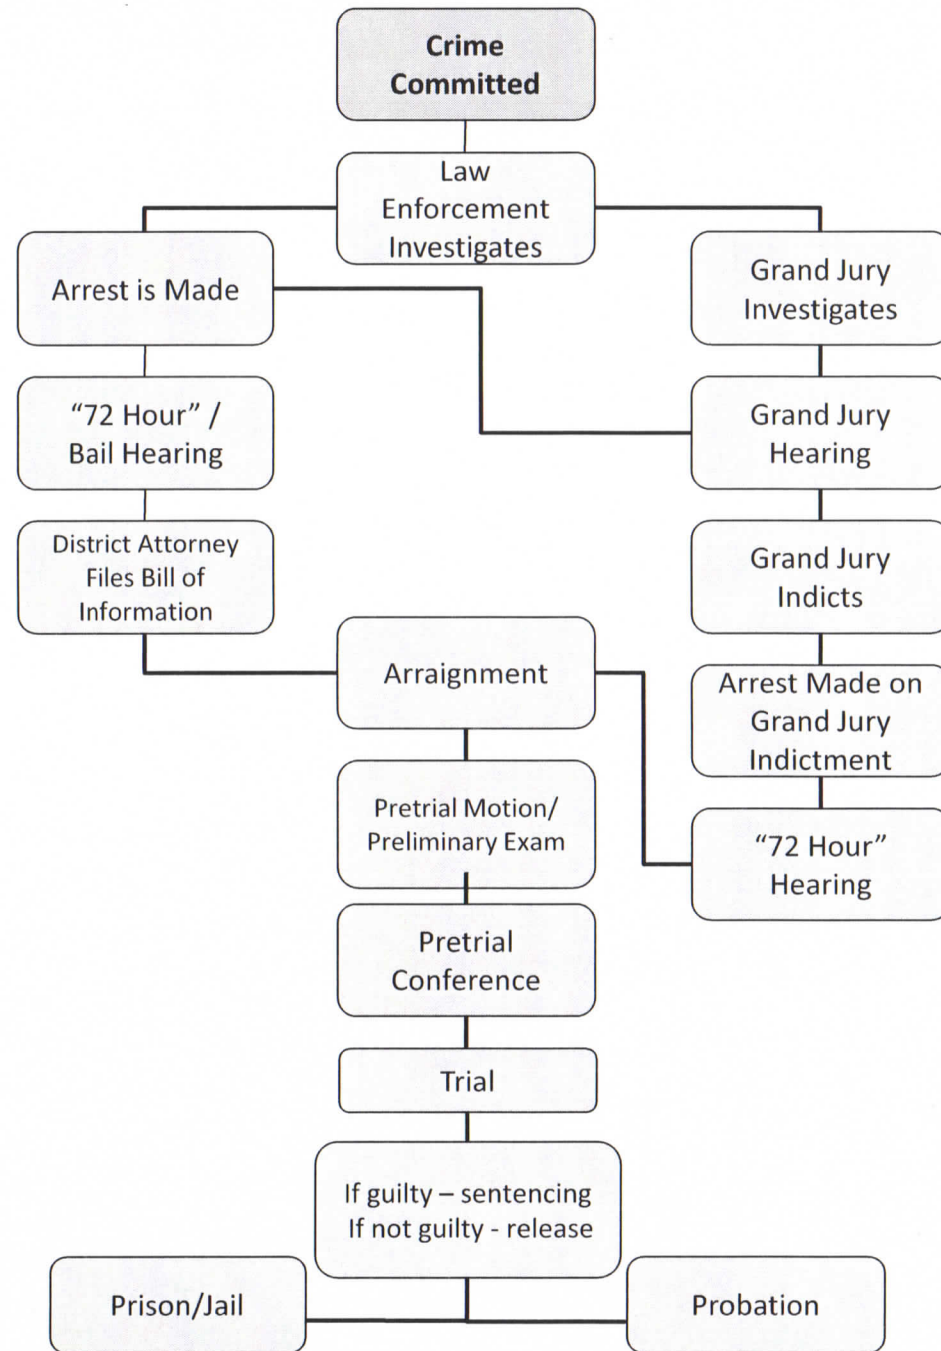 Crime
Committed
Law
Enforcement
Investigates
Arrest is Made
Grand Jury
Investigates
“72 Hour” /
Bail Hearing
Grand Jury
Hearing
District Attorney
Files Bill of
Information
Grand Jury
Indicts
Arraignment
Arrest Made on
Grand Jury
Indictment
Pretrial Motion/
Preliminary Exam
“72 Hour”
Hearing
Pretrial
Conference
Trial
If guilty – sentencing
If not guilty - release
Prison/Jail
Probation